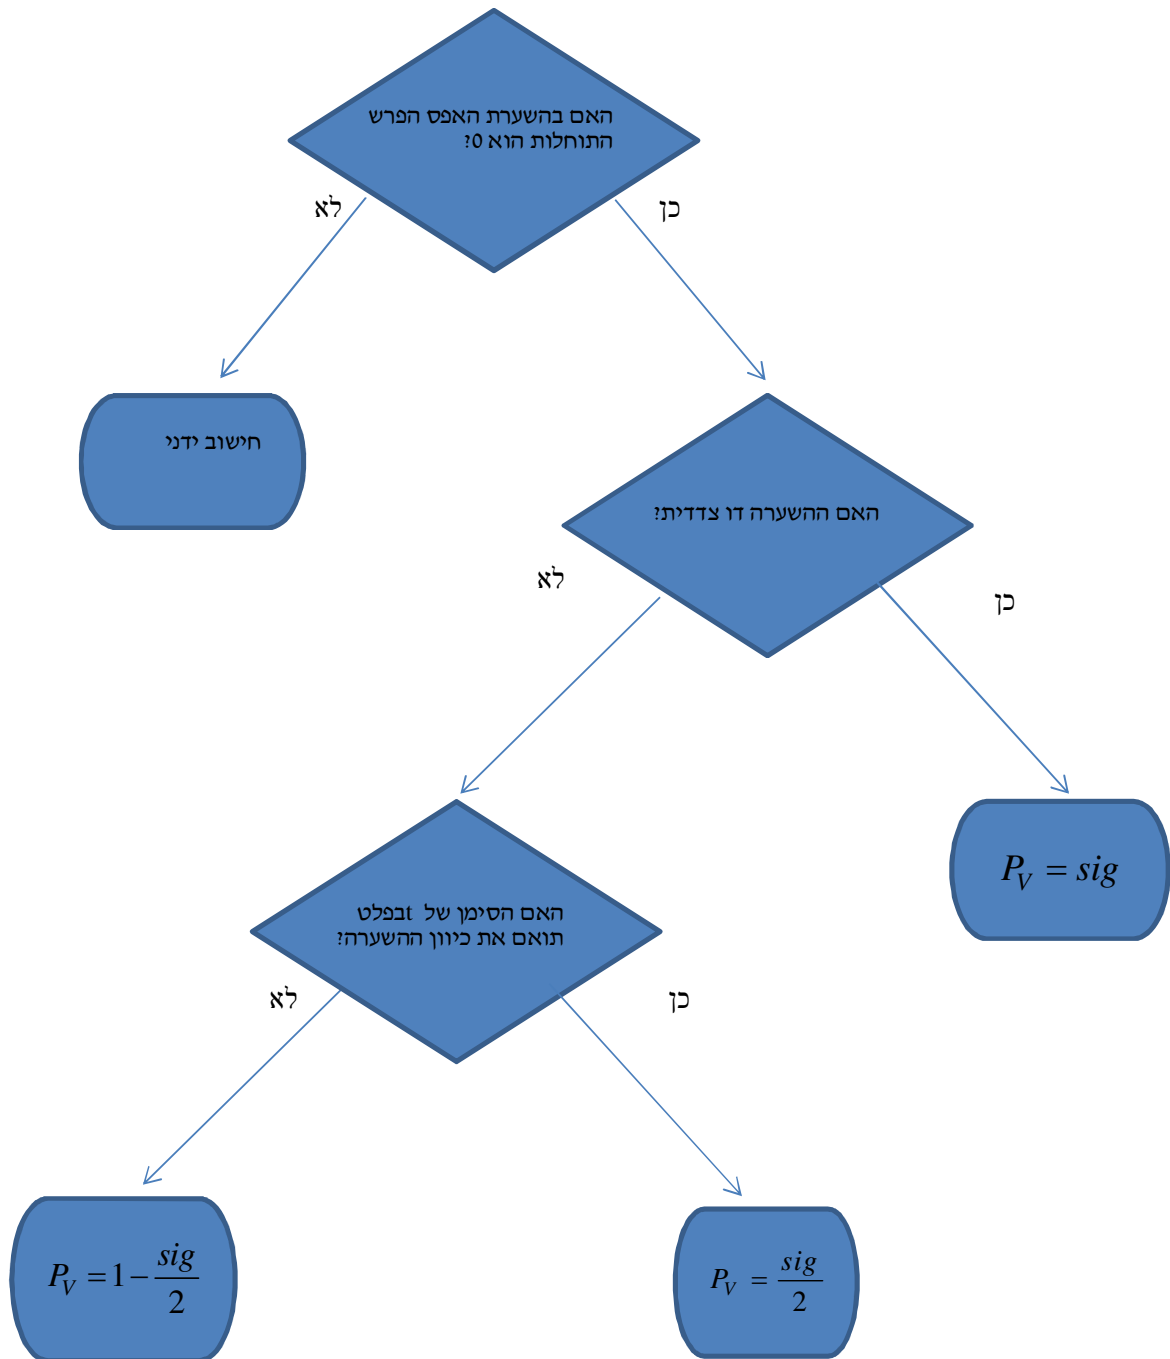 האם בהשערת האפס הפרש
התוחלות הוא 0?
לא
כן
חישוב ידני
האם ההשערה דו צדדית?
לא
כן
P_V = sig
האם הסימן של tבפלט
תואם את כיוון ההשערה?
לא
כן
P_V = 1 - sig/2
P_V = sig/2